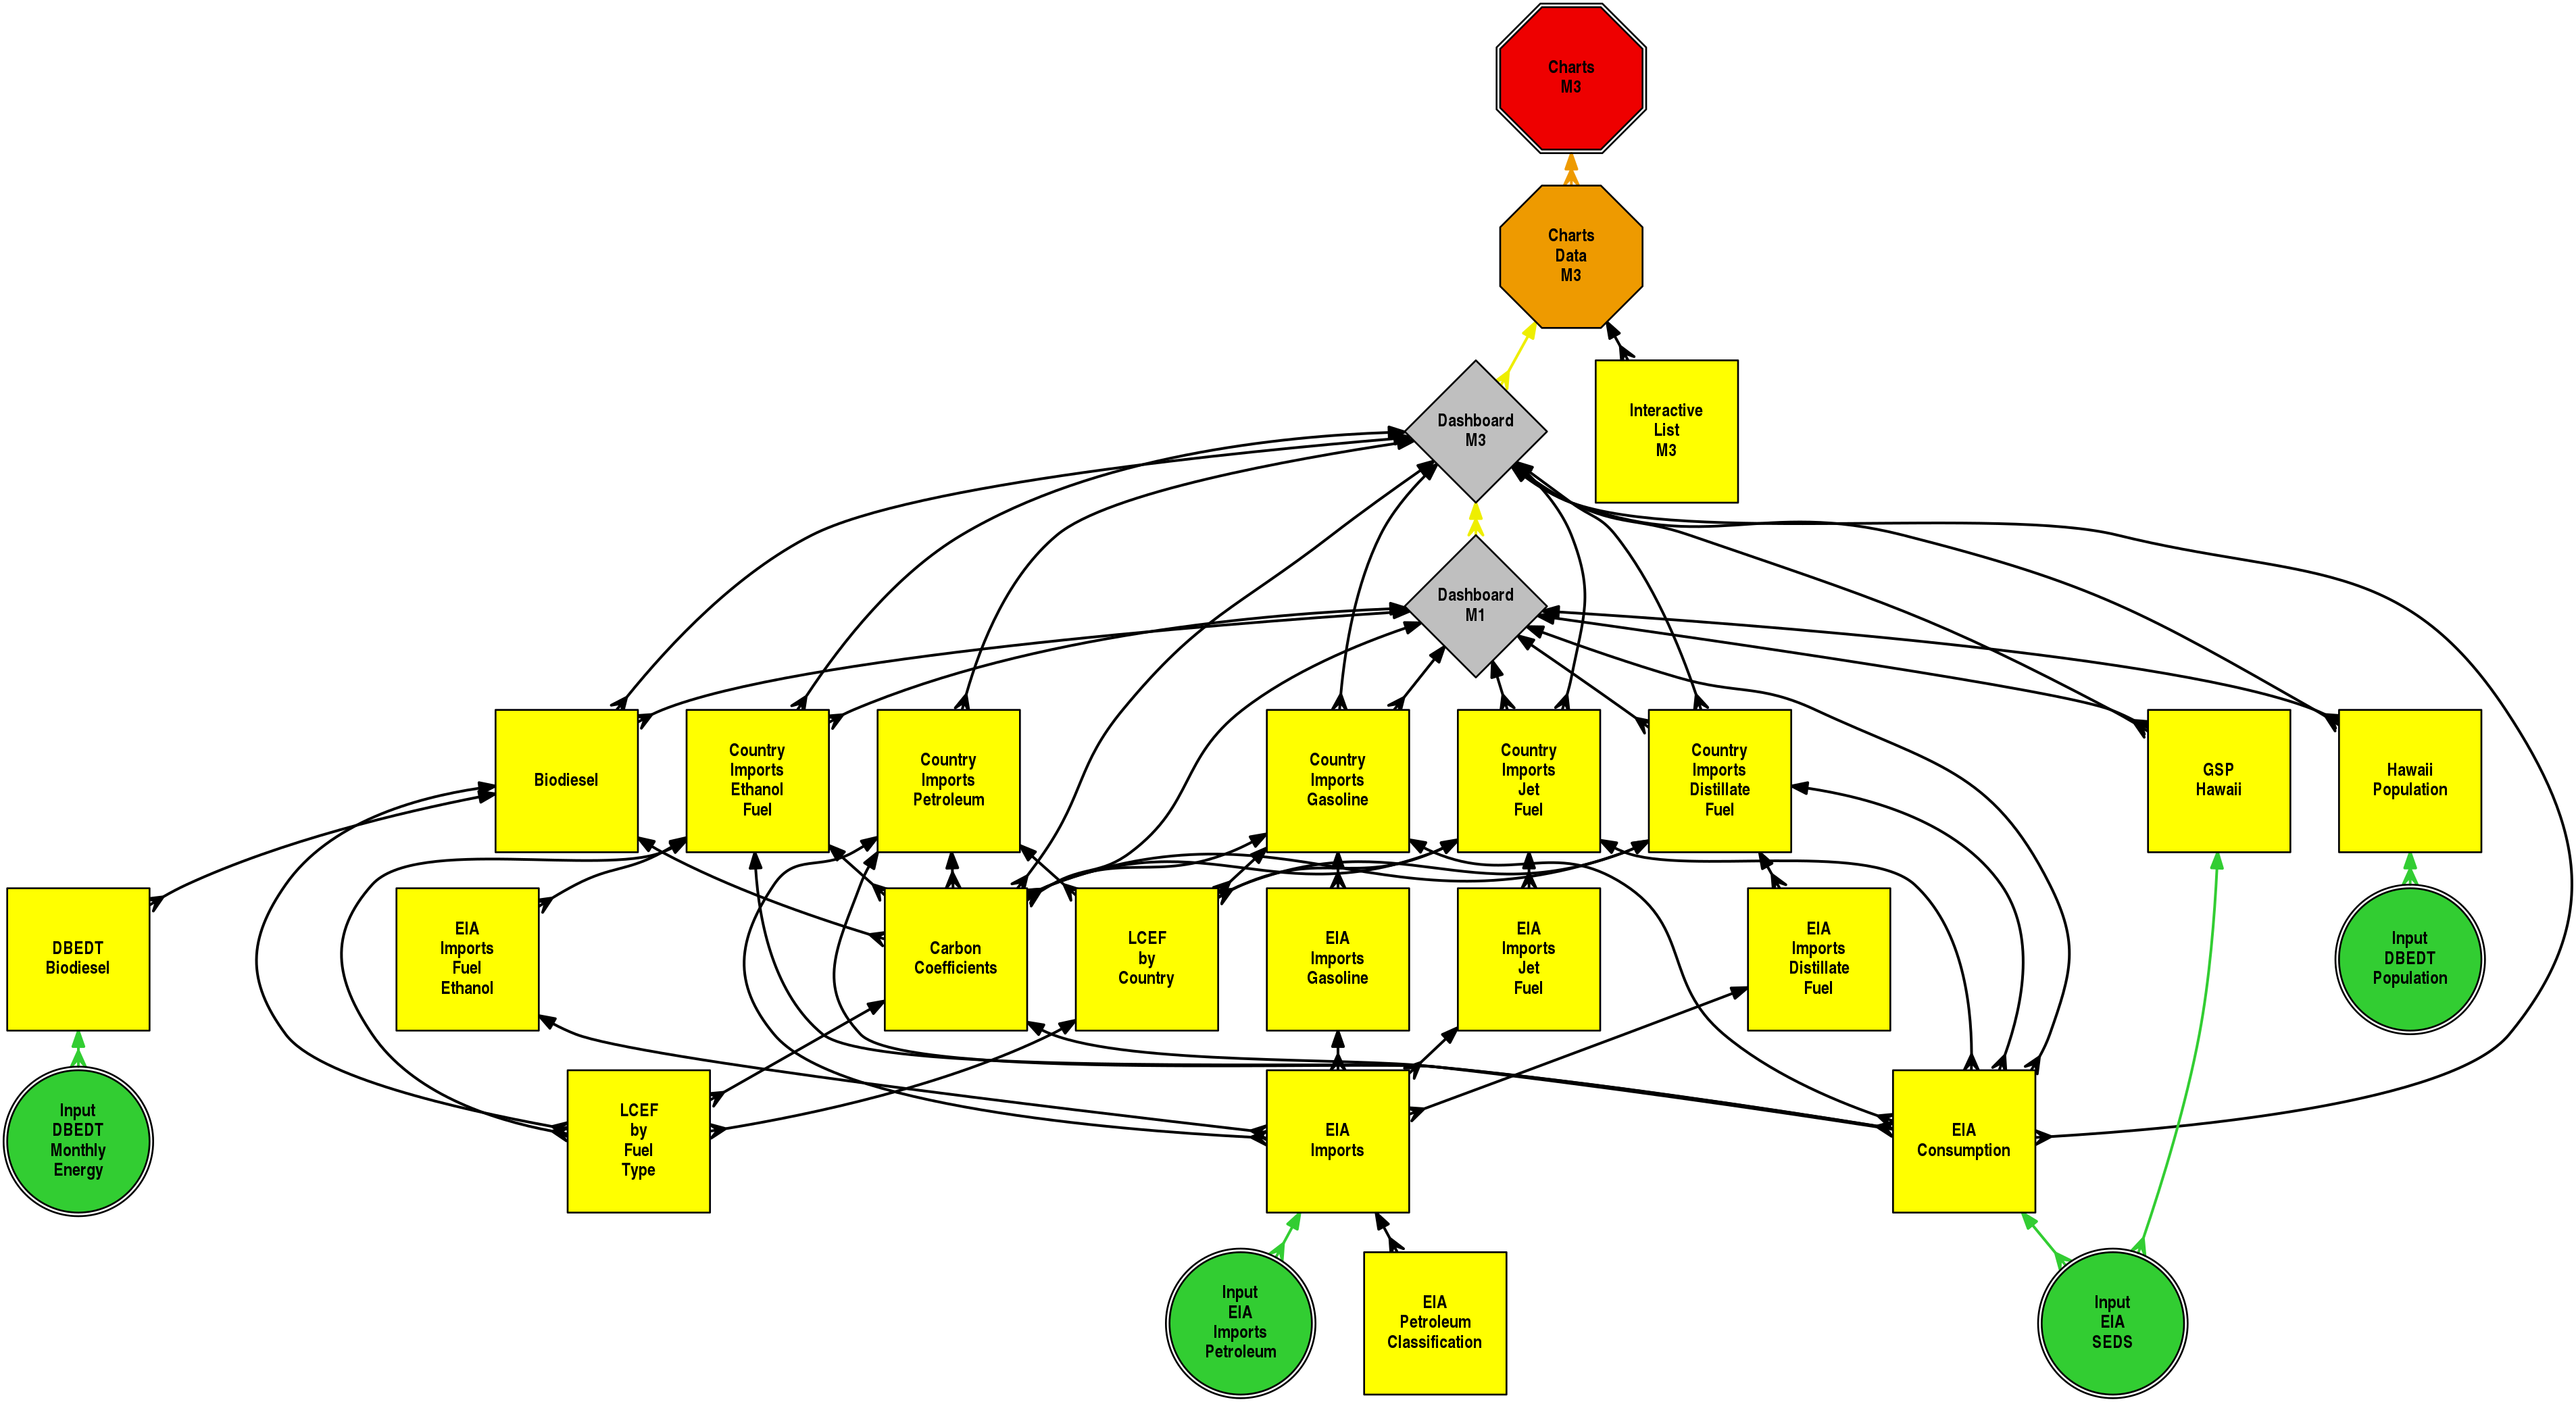 Charts
M3
Charts
Data
M3
Dashboard
M3
Interactive
List
M3
Dashboard
M1
Biodiesel
Country
Imports
Ethanol
Fuel
Country
Imports
Petroleum
Country
Imports
Gasoline
Country
Imports
Jet
Fuel
Country
Imports
Distillate
Fuel
GSP
Hawaii
Hawaii
Population
DBEDT
Biodiesel
EIA
Imports
Fuel
Ethanol
Carbon
Coefficients
LCEF
by
Country
EIA
Imports
Gasoline
EIA
Imports
Jet
Fuel
EIA
Imports
Distillate
Fuel
Input
DBEDT
Population
Input
DBEDT
Monthly
Energy
LCEF
by
Fuel
Type
EIA
Imports
EIA
Consumption
Input
EIA
Imports
Petroleum
EIA
Petroleum
Classification
Input
EIA
SEDS